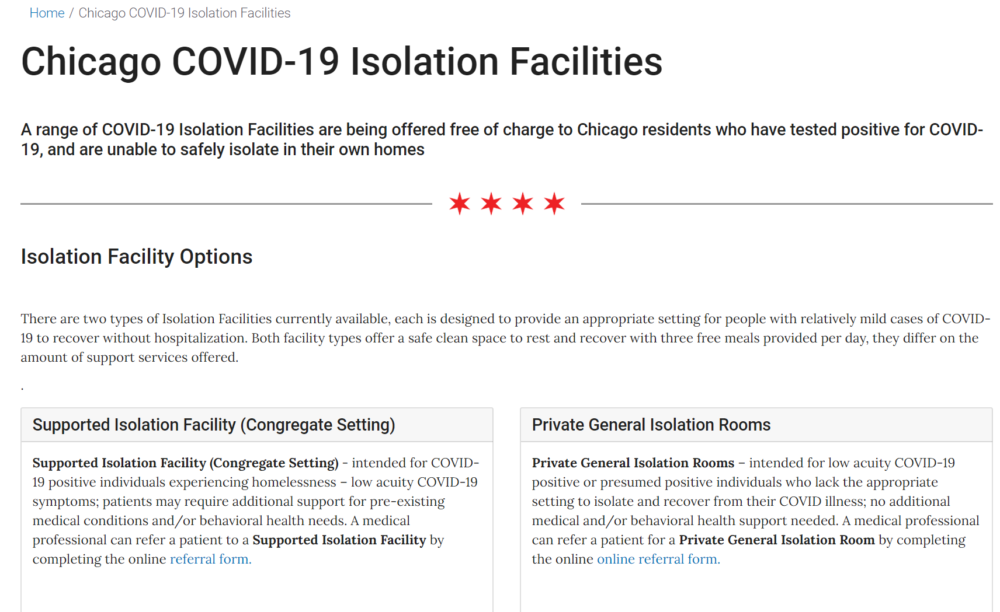 Home / Chicago COVID-19 Isolation Facilities
Chicago COVID-19 Isolation Facilities
A range of COVID-19 Isolation Facilities are being offered free of charge to Chicago residents who have tested positive for COVID-
19, and are unable to safely isolate in their own homes
Isolation Facility Options
There are two types of Isolation Facilities currently available, each is designed to provide an appropriate setting for people with relatively mild cases of COVID-
19 to recover without hospitalization. Both facility types offer a safe clean space to rest and recover with three free meals provided per day, they differ on the
amount of support services offered.
.
Supported Isolation Facility (Congregate Setting)
Supported Isolation Facility (Congregate Setting) - intended for COVID-
19 positive individuals experiencing homelessness – low acuity COVID-19
symptoms; patients may require additional support for pre-existing
medical conditions and/or behavioral health needs. A medical
professional can refer a patient to a Supported Isolation Facility by
completing the online referral form.
Private General Isolation Rooms
Private General Isolation Rooms – intended for low acuity COVID-19
positive or presumed positive individuals who lack the appropriate
setting to isolate and recover from their COVID illness; no additional
medical and/or behavioral health support needed. A medical professional
can refer a patient for a Private General Isolation Room by completing
the online online referral form.